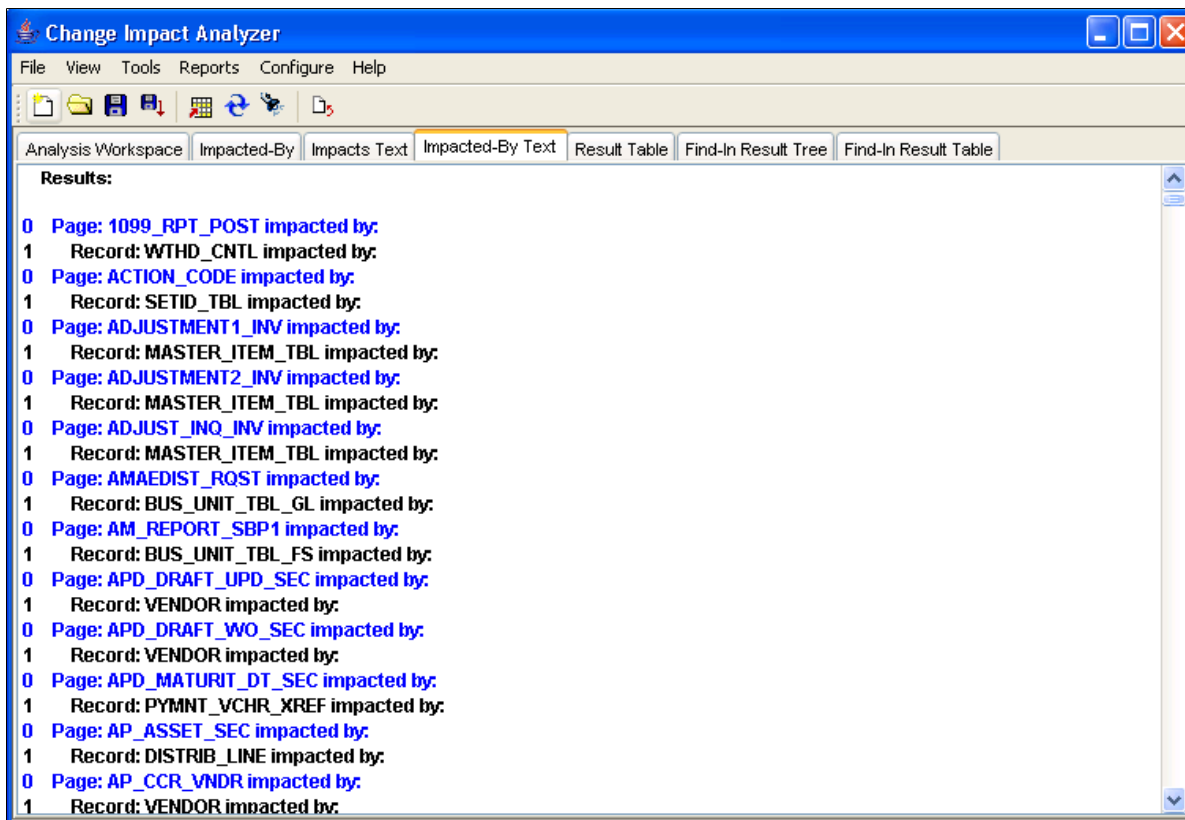 Change Impact Analyzer
File View Tools Reports Configure Help
Analysis Workspace Impacted-By Impacts Text Impacted-By Text Result Table Find-In Result Tree Find-In Result Table
Results:
0 Page: 1099_RPT_POST impacted by:
1 Record: WTHD_CNTL impacted by:
0 Page: ACTION_CODE impacted by:
1 Record: SETID_TBL impacted by:
0 Page: ADJUSTMENT1_INV impacted by:
1 Record: MASTER_ITEM_TBL impacted by:
0 Page: ADJUSTMENT2_INV impacted by:
1 Record: MASTER_ITEM_TBL impacted by:
0 Page: ADJUST_INQ_INV impacted by:
1 Record: MASTER_ITEM_TBL impacted by:
0 Page: AMAEDIST_RQST impacted by:
1 Record: BUS_UNIT_TBL_GL impacted by:
0 Page: AM_REPORT_SBP1 impacted by:
1 Record: BUS_UNIT_TBL_FS impacted by:
0 Page: APD_DRAFT_UPD_SEC impacted by:
1 Record: VENDOR impacted by:
0 Page: APD_DRAFT_WO_SEC impacted by:
1 Record: VENDOR impacted by:
0 Page: APD_MATURIT_DT_SEC impacted by:
1 Record: PYMNT_VCHR_XREF impacted by:
0 Page: AP_ASSET_SEC impacted by:
1 Record: DISTRIB_LINE impacted by:
0 Page: AP_CCR_VNDR impacted by:
1 Record: VENDOR impacted by: